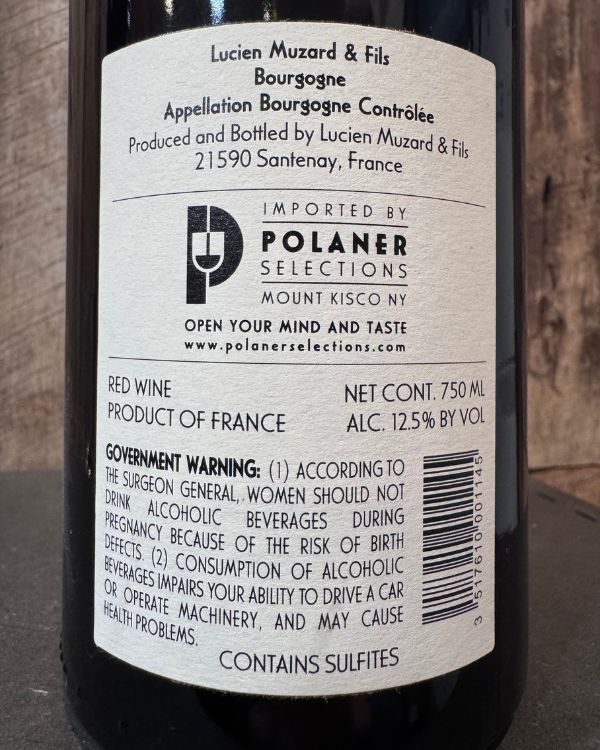 Lucien Muzard & Fils
Bourgogne
Appellation Bourgogne Contrôlée
Produced and Bottled by Lucien Muzard & Fils
21590 Santenay, France
IMPORTED BY
POLANER
SELECTIONS
MOUNT KISCO NY
OPEN YOUR MIND AND TASTE
www.polanerselections.com
RED WINE
NET CONT. 750 ML
PRODUCT OF FRANCE
ALC. 12.5% BY VOL
GOVERNMENT WARNING: (1) ACCORDING TO
THE SURGEON GENERAL, WOMEN SHOULD NOT
DRINK ALCOHOLIC BEVERAGES DURING
PREGNANCY BECAUSE OF THE RISK OF BIRTH
DEFECTS. (2) CONSUMPTION OF ALCOHOLIC
BEVERAGES IMPAIRS YOUR ABILITY TO DRIVE A CAR
OR OPERATE MACHINERY, AND MAY CAUSE
HEALTH PROBLEMS.
3 517610 001145
CONTAINS SULFITES